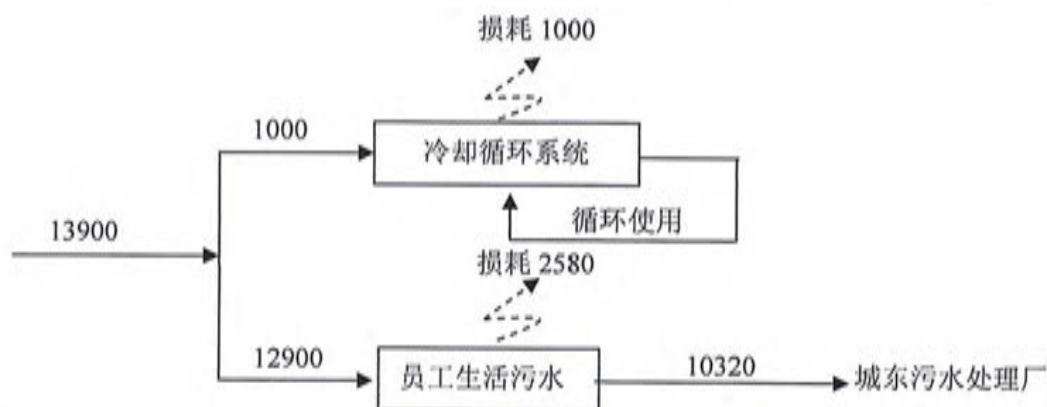 损耗 1000
1000
冷却循环系统
循环使用
13900
损耗 2580
12900
员工生活污水
10320
城东污水处理厂